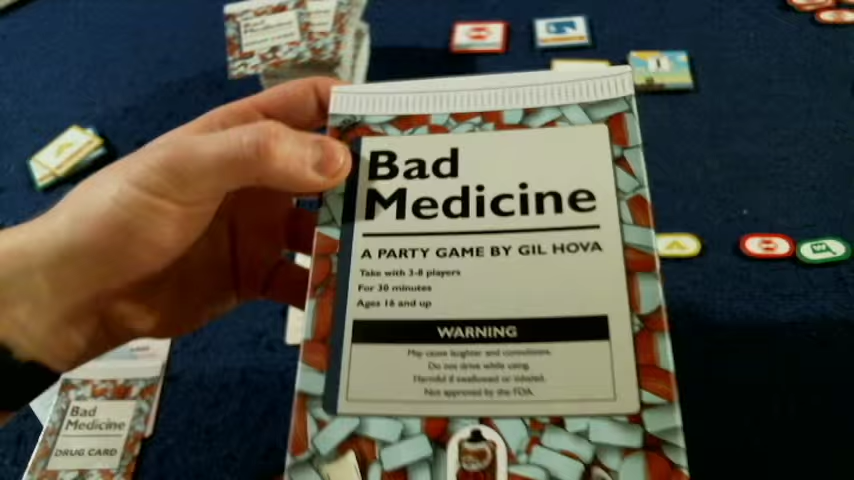 Bad
Medicine
Bad
Medicine
A PARTY GAME BY GIL HOVA
Take with 3-8 players
For 30 minutes
Ages 16 and up
WARNING
May cause laughter and convulsions.
Do not drive while using.
Harmful if swallowed or inhaled.
Not approved by the FDA.
Bad
Medicine
DRUG CARD